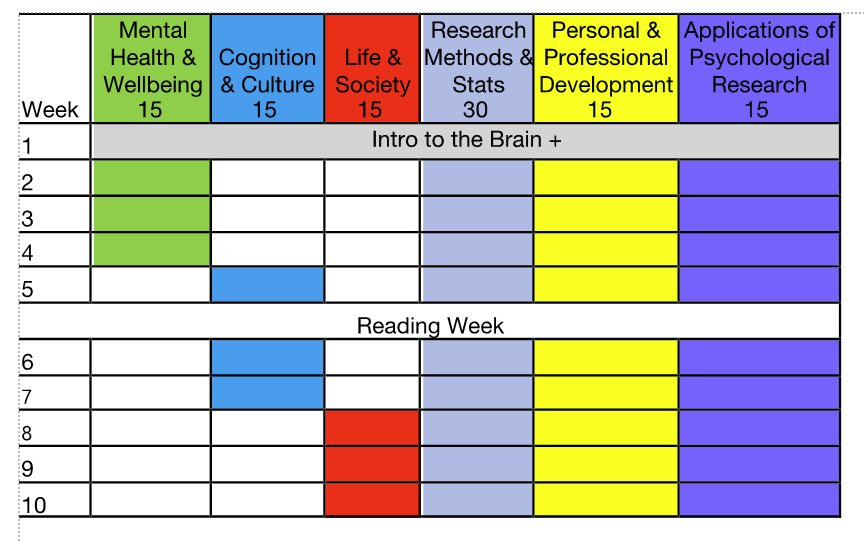 Week
Mental
Health &
Wellbeing
15
Cognition
& Culture
15
Life &
Society
15
Research
Methods &
Stats
30
Personal &
Professional
Development
15
Applications of
Psychological
Research
15
1
Intro to the Brain +
2
3
4
5
Reading Week
6
7
8
9
10